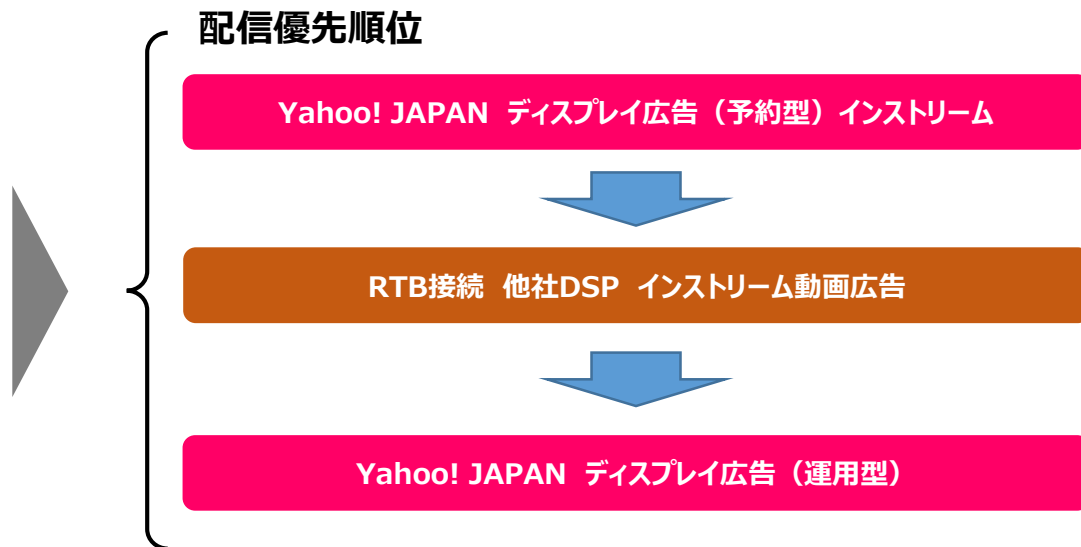 配信優先順位
Yahoo! JAPAN ディスプレイ広告（予約型）インストリーム
RTB接続 他社DSP インストリーム動画広告
Yahoo! JAPAN ディスプレイ広告（運用型）